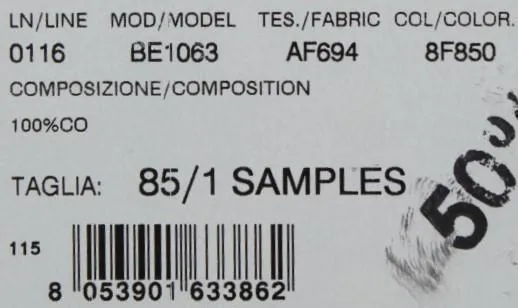 LN/LINE MOD/MODEL TES./FABRIC COL/COLOR.
0116 BE1063 AF694 8F850
COMPOSIZIONE/COMPOSITION
100%CO
TAGLIA: 85/1 SAMPLES
50
115
8 053901 633862